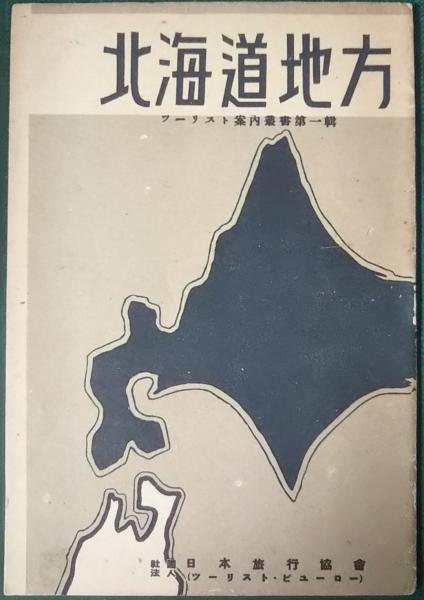 北海道地方
ツーリスト案内叢書第一輯
社團法人 日本旅行協會
(ツーリスト・ビューロー)